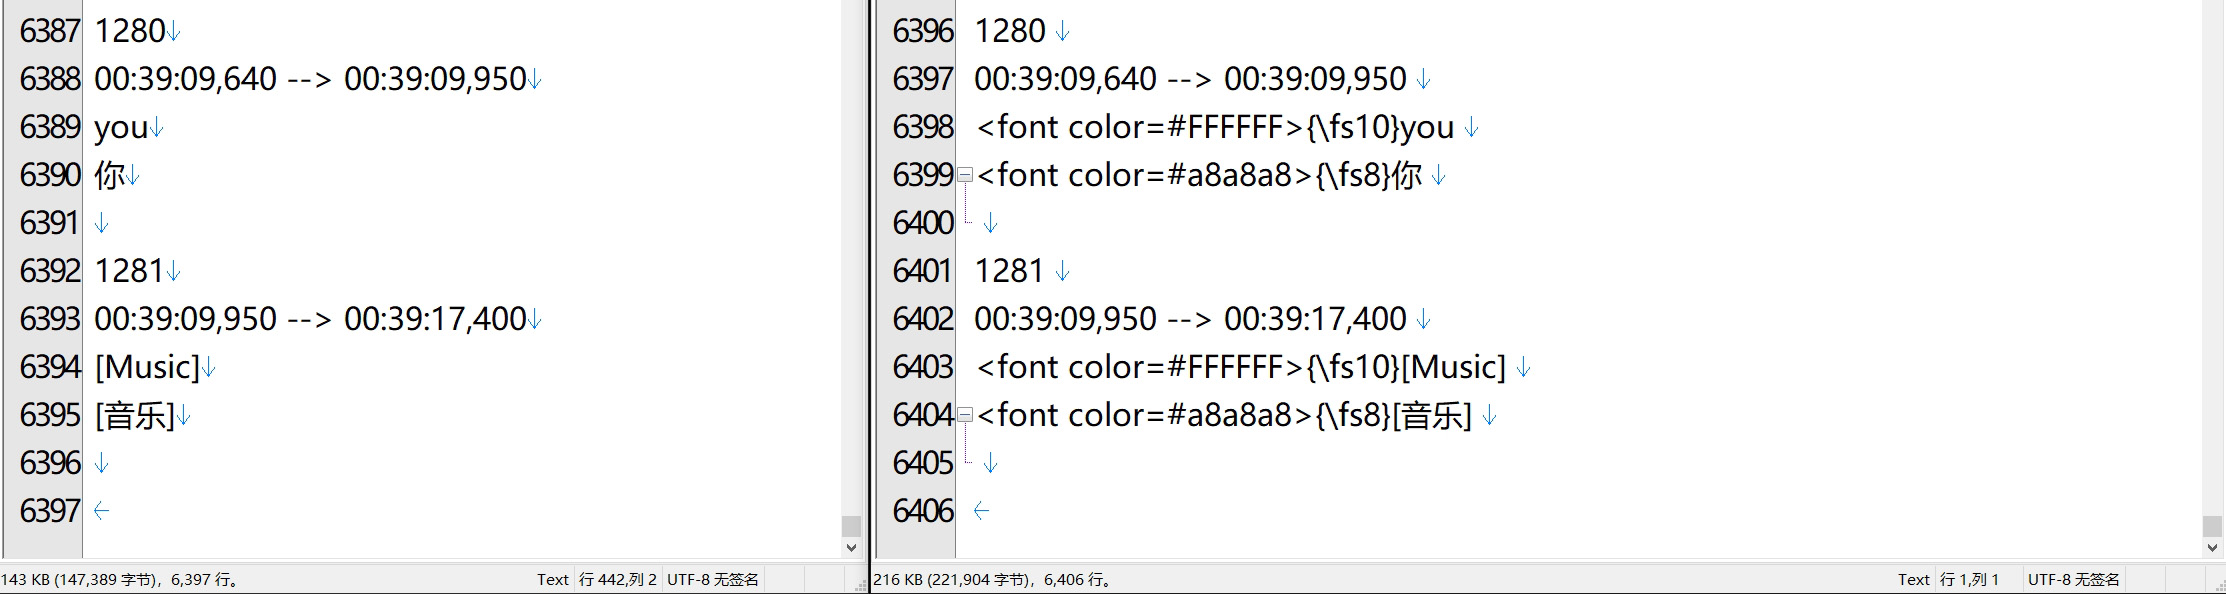 6387 1280↓
6388 00:39:09,640 --> 00:39:09,950↓
6389 you↓
6390 你↓
6391 ↓
6392 1281↓
6393 00:39:09,950 --> 00:39:17,400↓
6394 [Music]↓
6395 [音乐]↓
6396 ↓
6397 ←
143 KB (147,389 字节)，6,397 行。 Text 行 442,列 2 UTF-8 无签名
6396 1280 ↓
6397 00:39:09,640 --> 00:39:09,950 ↓
6398 <font color=#FFFFFF>{\fs10}you ↓
6399 <font color=#a8a8a8>{\fs8}你 ↓
6400 ↓
6401 1281 ↓
6402 00:39:09,950 --> 00:39:17,400 ↓
6403 <font color=#FFFFFF>{\fs10}[Music] ↓
6404 <font color=#a8a8a8>{\fs8}[音乐] ↓
6405 ↓
6406 ←
216 KB (221,904 字节)，6,406 行。 Text 行 1,列 1 UTF-8 无签名